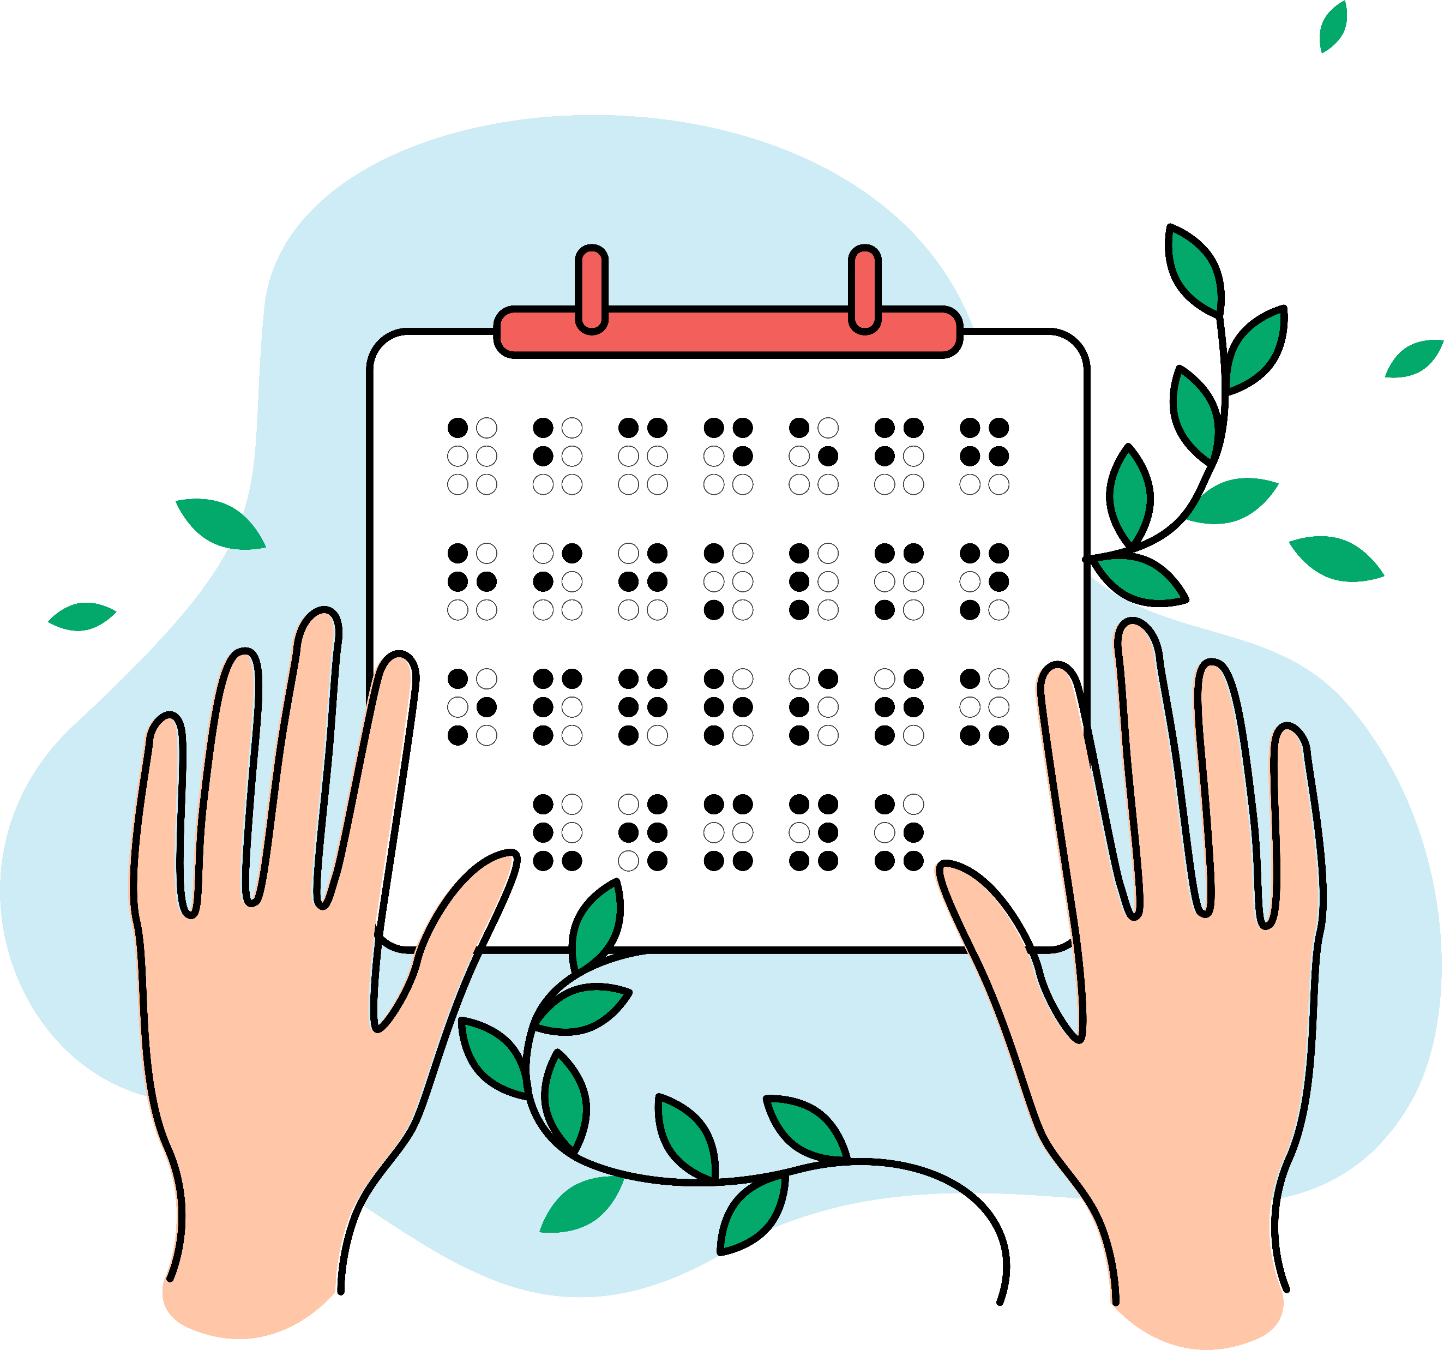 ⠁ ⠃ ⠉ ⠙ ⠑ ⠋ ⠛
⠓ ⠊ ⠚ ⠅ ⠇ ⠍ ⠝
⠕ ⠏ ⠟ ⠗ ⠎ ⠞ ⠥
⠧ ⠺ ⠭ ⠽ ⠵